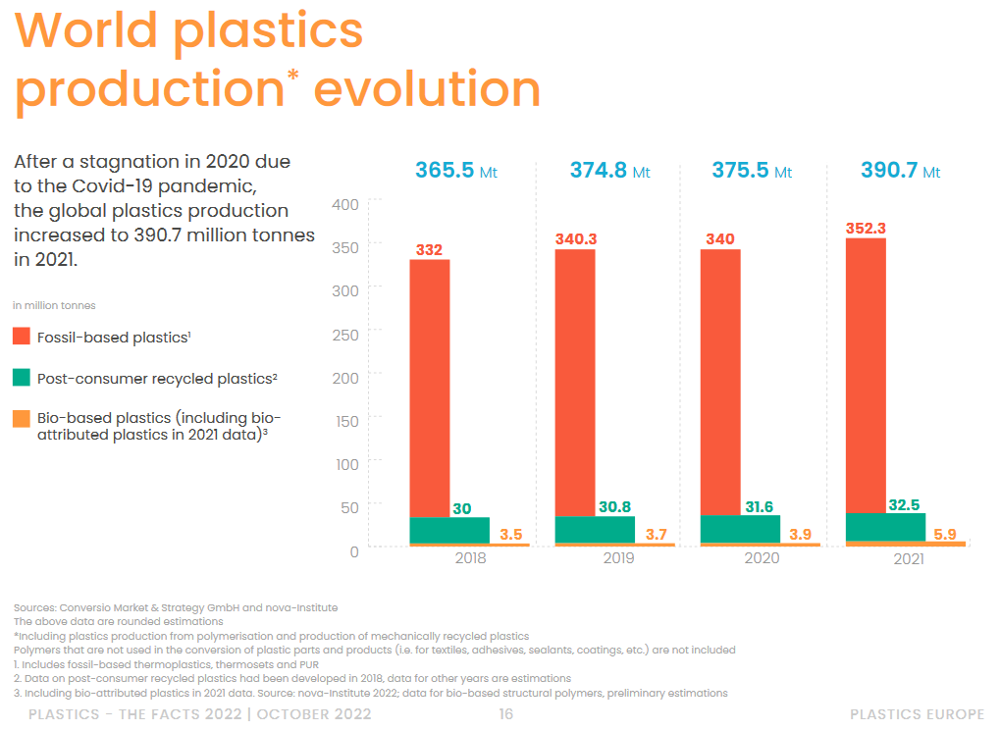 World plastics
production* evolution
After a stagnation in 2020 due
to the Covid-19 pandemic,
the global plastics production
increased to 390.7 million tonnes
in 2021.
in million tonnes
Fossil-based plastics¹
Post-consumer recycled plastics²
Bio-based plastics (including bio-
attributed plastics in 2021 data)³
365.5 Mt 374.8 Mt 375.5 Mt 390.7 Mt
400
350
300
250
200
150
100
50
0
332 30 3.5
340.3 30.8 3.7
340 31.6 3.9
352.3 32.5 5.9
2018 2019 2020 2021
Sources: Conversio Market & Strategy GmbH and nova-Institute
The above data are rounded estimations
*Including plastics production from polymerisation and production of mechanically recycled plastics
Polymers that are not used in the conversion of plastic parts and products (i.e. for textiles, adhesives, sealants, coatings, etc.) are not included
1. Includes fossil-based thermoplastics, thermosets and PUR
2. Data on post-consumer recycled plastics had been developed in 2018, data for other years are estimations
3. Including bio-attributed plastics in 2021 data. Source: nova-Institute 2022; data for bio-based structural polymers, preliminary estimations
PLASTICS - THE FACTS 2022 | OCTOBER 2022 16 PLASTICS EUROPE